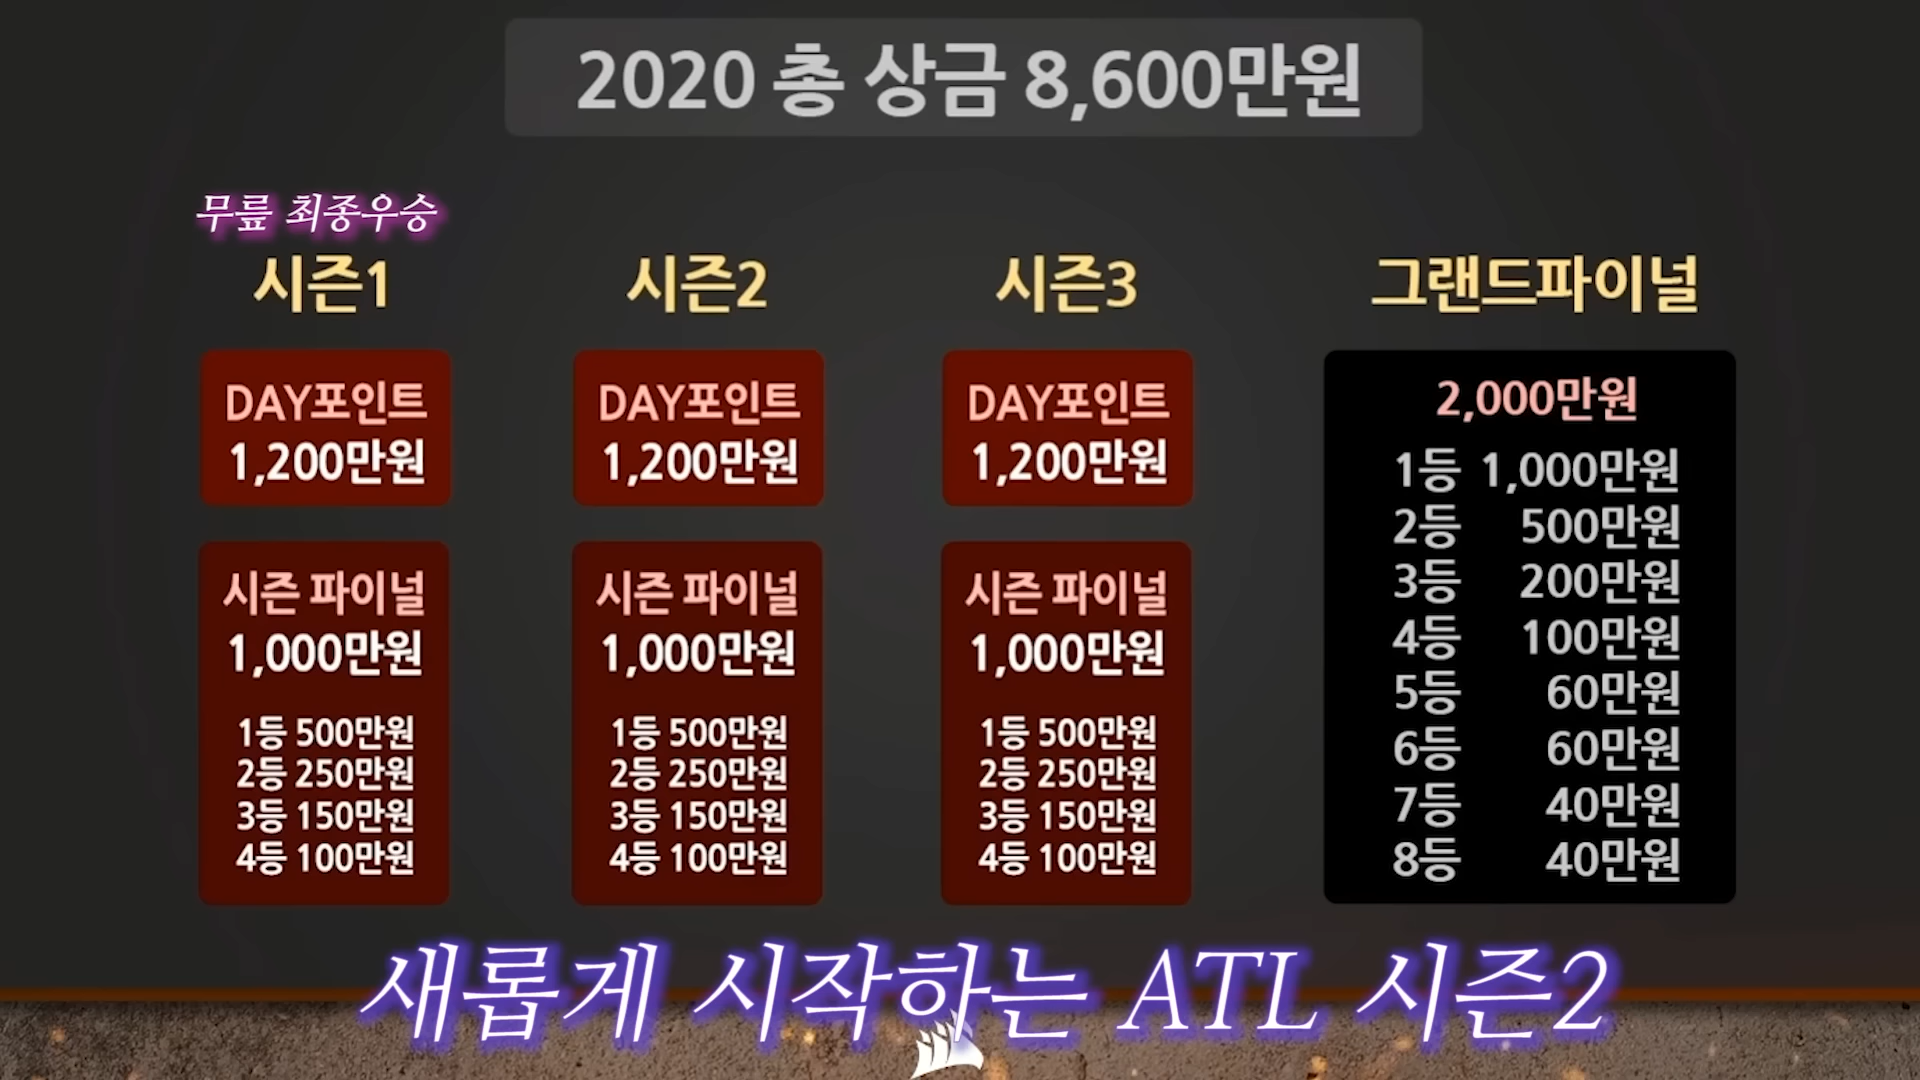 2020 총 상금 8,600만원
무릎 최종우승
시즌1
DAY포인트
1,200만원
시즌 파이널
1,000만원
1등 500만원
2등 250만원
3등 150만원
4등 100만원
시즌2
DAY포인트
1,200만원
시즌 파이널
1,000만원
1등 500만원
2등 250만원
3등 150만원
4등 100만원
시즌3
DAY포인트
1,200만원
시즌 파이널
1,000만원
1등 500만원
2등 250만원
3등 150만원
4등 100만원
그랜드파이널
2,000만원
1등 1,000만원
2등 500만원
3등 200만원
4등 100만원
5등 60만원
6등 60만원
7등 40만원
8등 40만원
새롭게 시작하는 ATL 시즌2